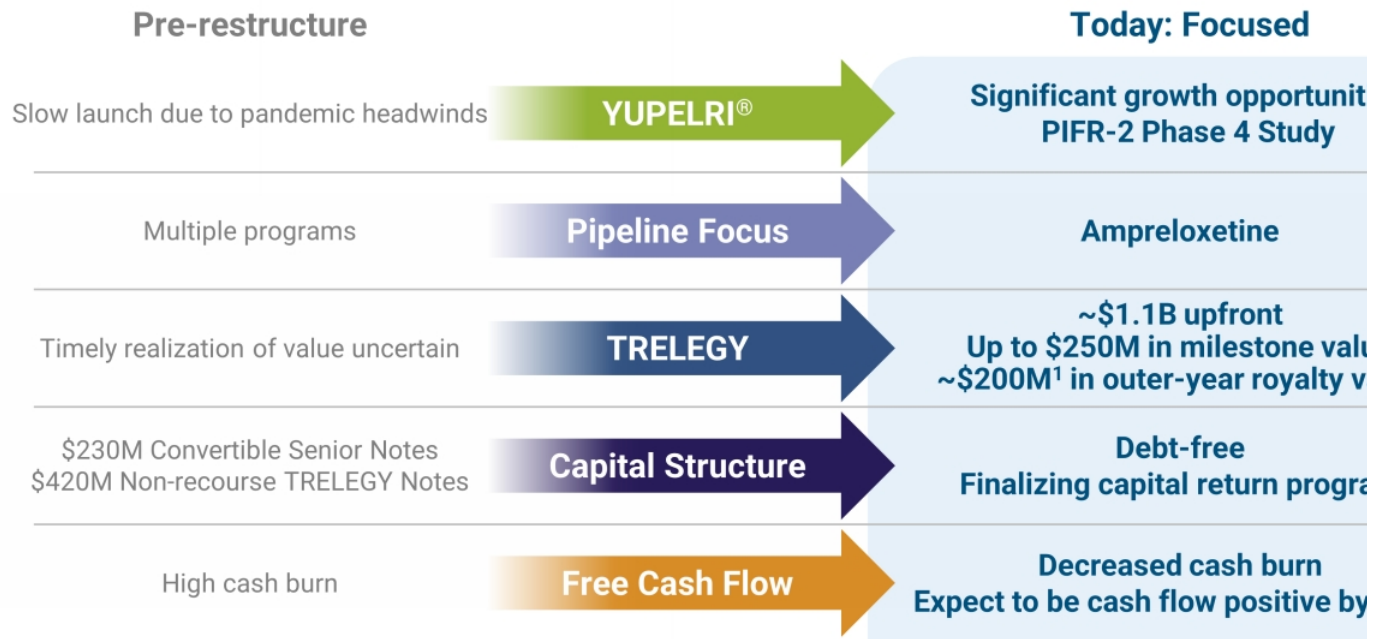 Pre-restructure
Today: Focused
Slow launch due to pandemic headwinds
YUPELRI®
Significant growth
PIFR-2 Phase 4 Study
Multiple programs
Pipeline Focus
Ampreloxetine
Timely realization of value uncertain
TRELEGY
~$1.1B upfront
Up to $250M in milestone
~$200M¹ in outer-year royalty
$230M Convertible Senior Notes
$420M Non-recourse TRELEGY Notes
Capital Structure
Debt-free
Finalizing capital return
High cash burn
Free Cash Flow
Decreased cash burn
Expect to be cash flow positive by